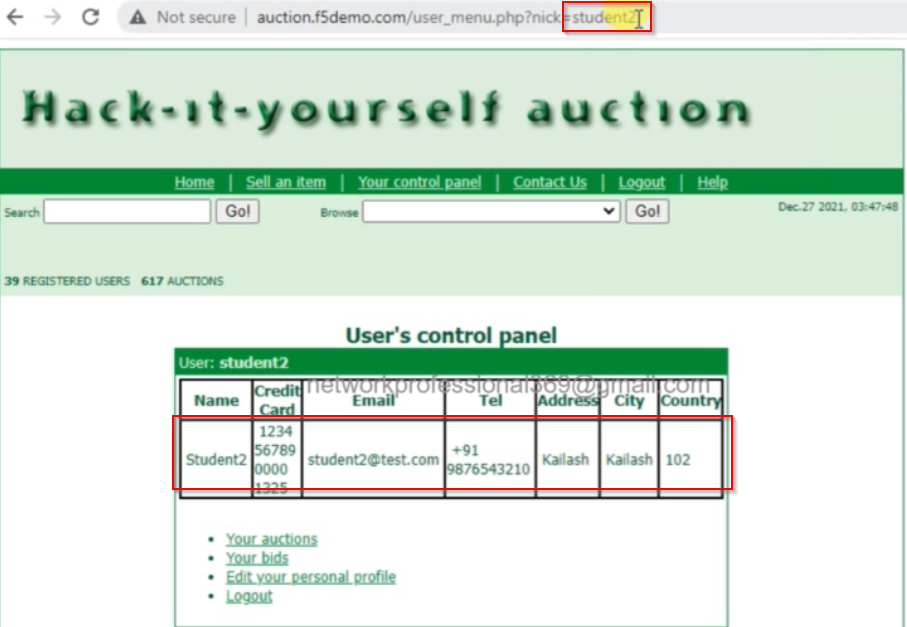 Not secure | auction.f5demo.com/user_menu.php?nick=student2
Hack-it-yourself auction
Home | Sell an item | Your control panel | Contact Us | Logout | Help
Search Go! Browse Go! Dec.27 2021, 03:47:48
39 REGISTERED USERS 617 AUCTIONS
User's control panel
User: student2
networkprofessional369@gmail.com
Name Credit Card Email Tel Address City Country
Student2 1234 56789 0000 1325 student2@test.com +91 9876543210 Kailash Kailash 102
• Your auctions
• Your bids
• Edit your personal profile
• Logout